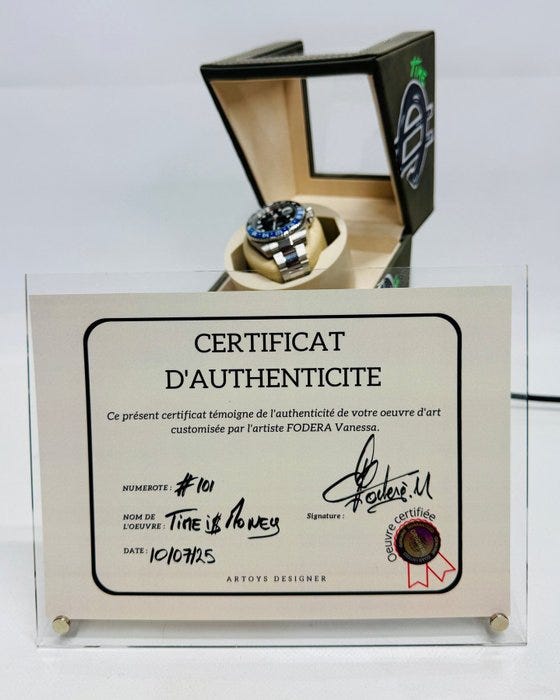 Time
CERTIFICAT
D'AUTHENTICITE
Ce présent certificat témoigne de l'authenticité de votre oeuvre d'art
customisée par l'artiste FODERA Vanessa.
NUMEROTE : #101
NOM DE
L'OEUVRE : TIME i$ MONEY
Signature :
DATE : 10/07/25
Oeuvre certifiée
ARTOYS DESIGNER